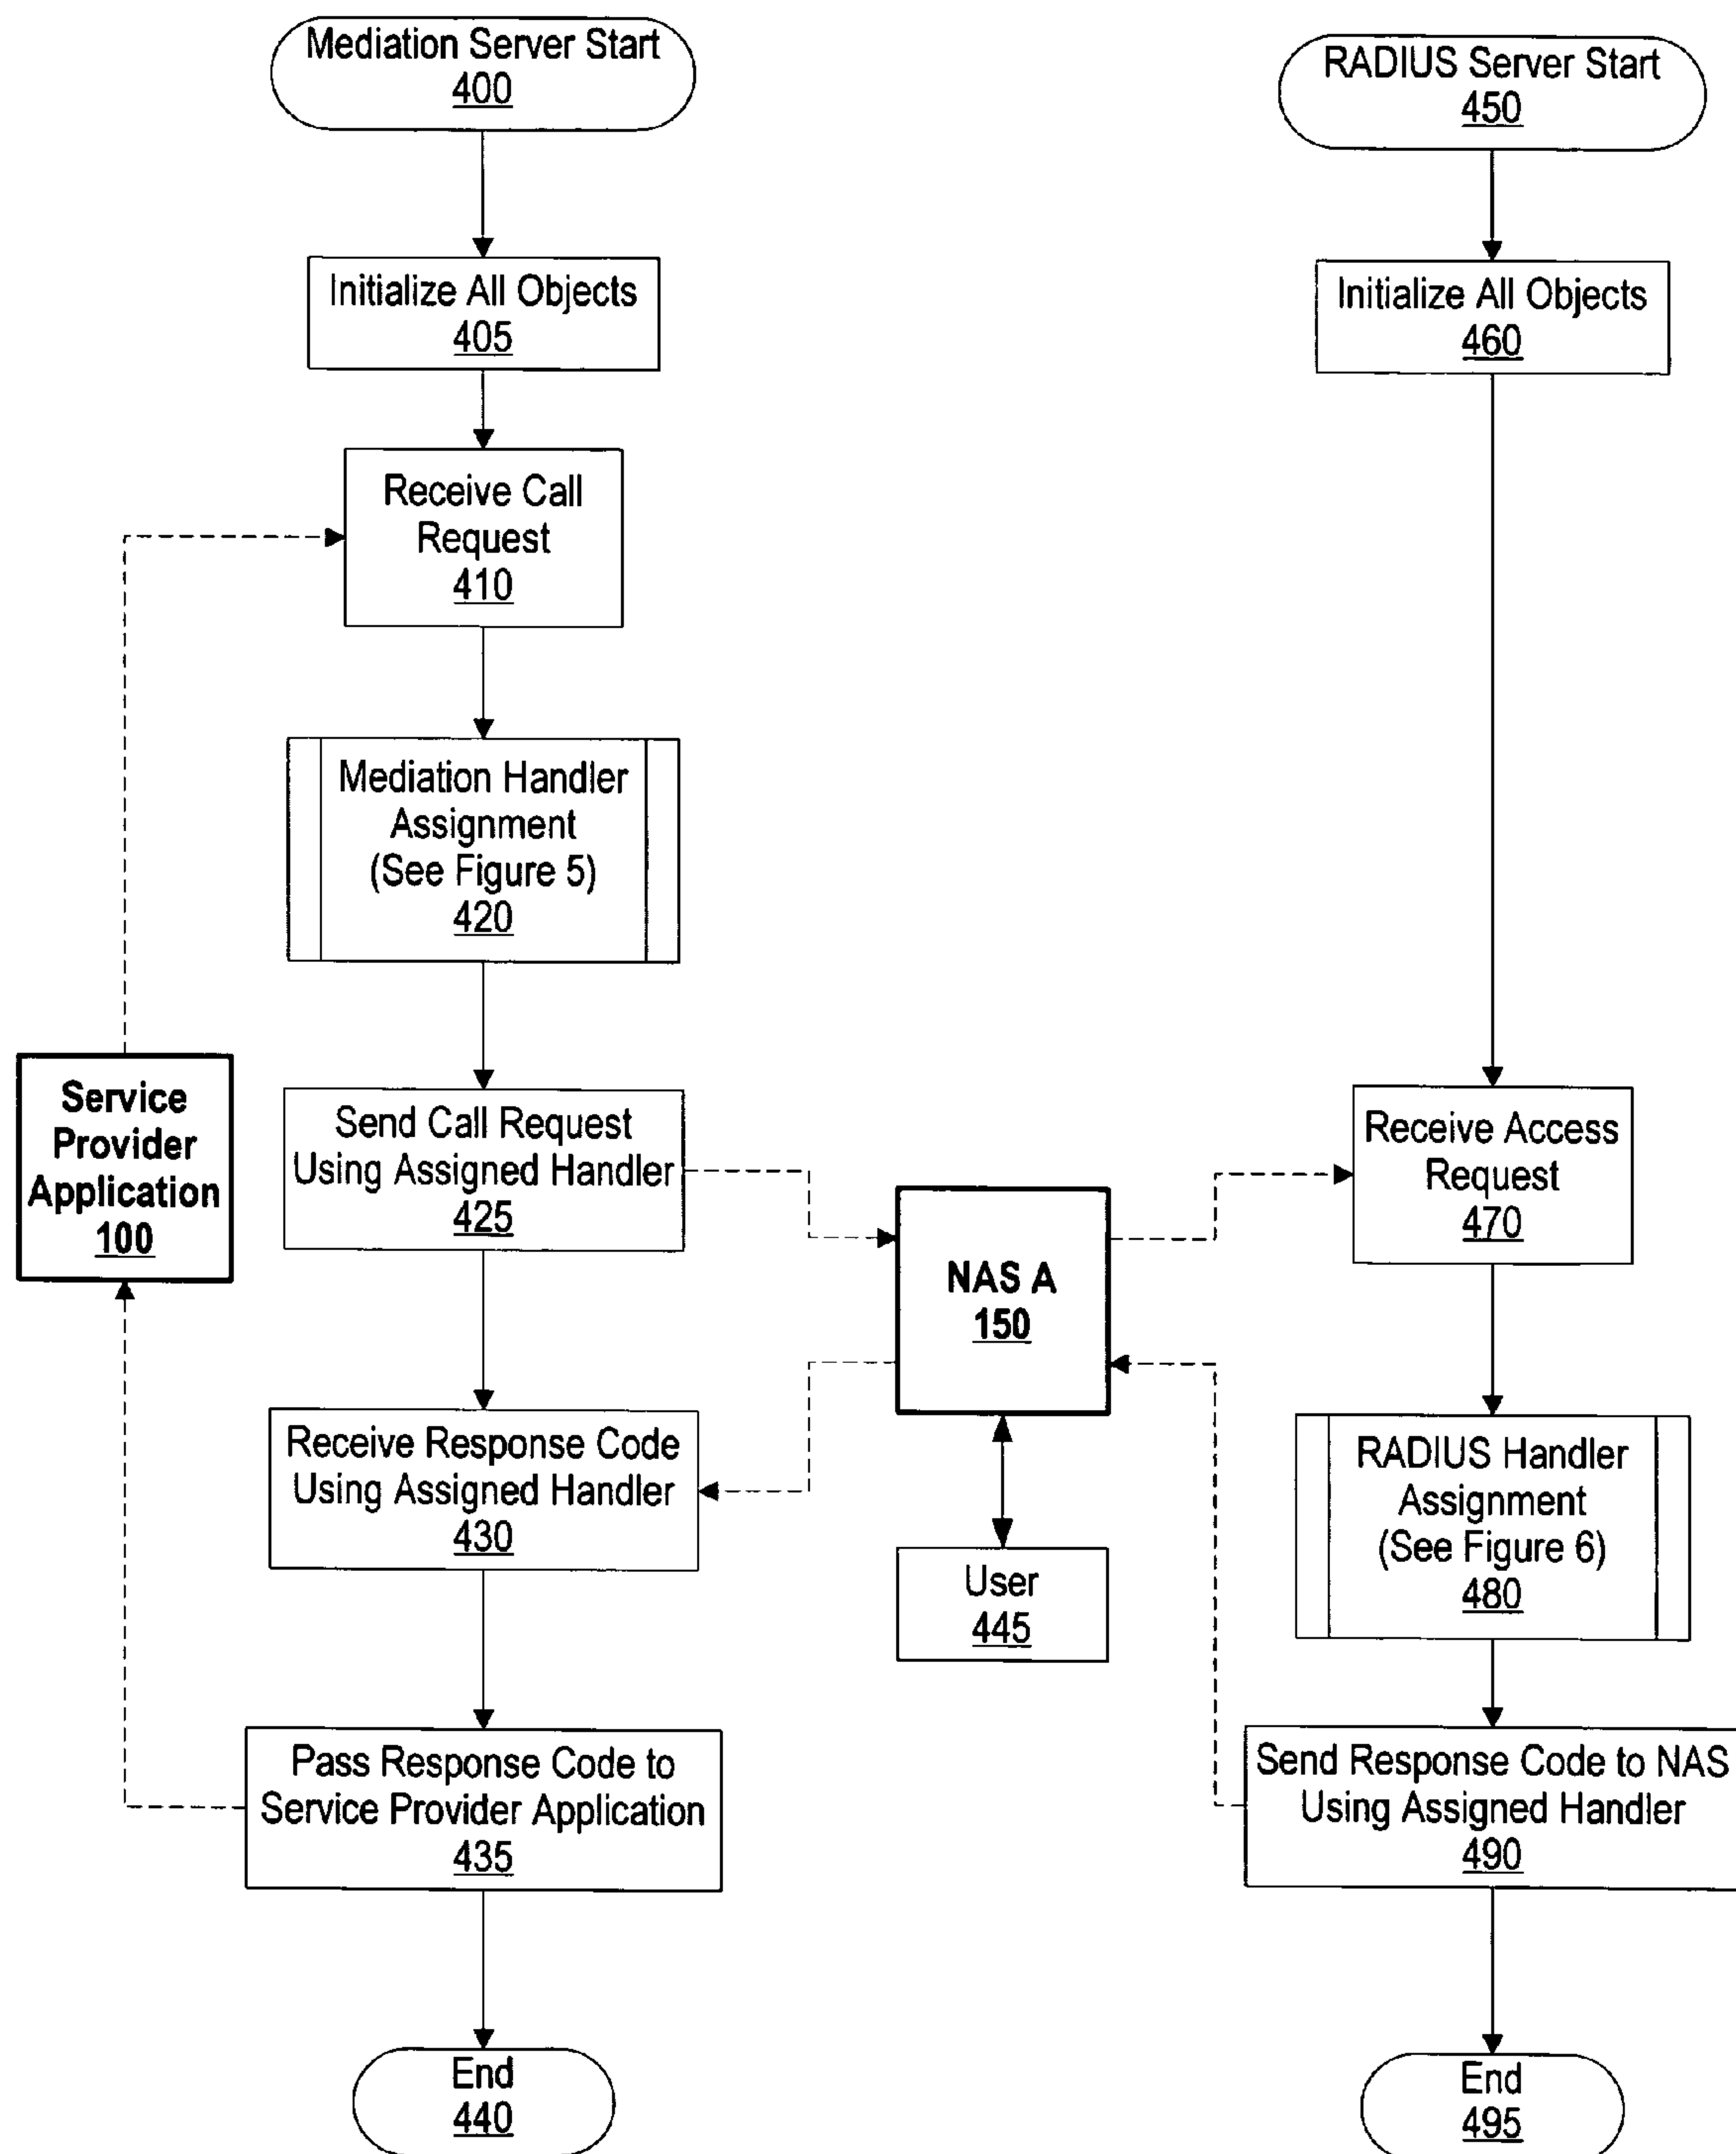 Mediation Server Start
400
Initialize All Objects
405
Receive Call
Request
410
Mediation Handler
Assignment
(See Figure 5)
420
Service
Provider
Application
100
Send Call Request
Using Assigned Handler
425
Receive Response Code
Using Assigned Handler
430
Pass Response Code to
Service Provider Application
435
End
440
NAS A
150
User
445
RADIUS Server Start
450
Initialize All Objects
460
Receive Access
Request
470
RADIUS Handler
Assignment
(See Figure 6)
480
Send Response Code to NAS
Using Assigned Handler
490
End
495